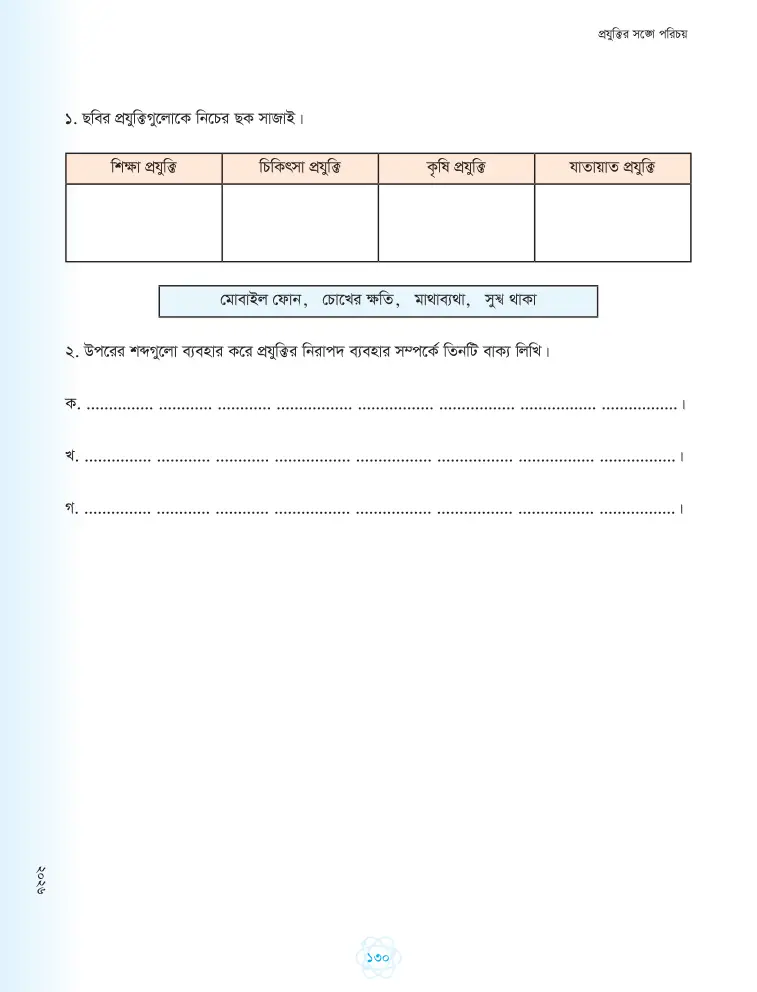 প্রযুক্তির সঙ্গে পরিচয়
১. ছবির প্রযুক্তিগুলোকে নিচের ছক সাজাই।
শিক্ষা প্রযুক্তি চিকিৎসা প্রযুক্তি কৃষি প্রযুক্তি যাতায়াত প্রযুক্তি
মোবাইল ফোন, চোখের ক্ষতি, মাথাব্যথা, সুস্থ থাকা
২. উপরের শব্দগুলো ব্যবহার করে প্রযুক্তির নিরাপদ ব্যবহার সম্পর্কে তিনটি বাক্য লিখি।
ক. ............... ............ ............ ................. ................. ................. ................. .................।
খ. ............... ............ ............ ................. ................. ................. ................. .................।
গ. ............... ............ ............ ................. ................. ................. ................. .................।
২০২৫
১৩০